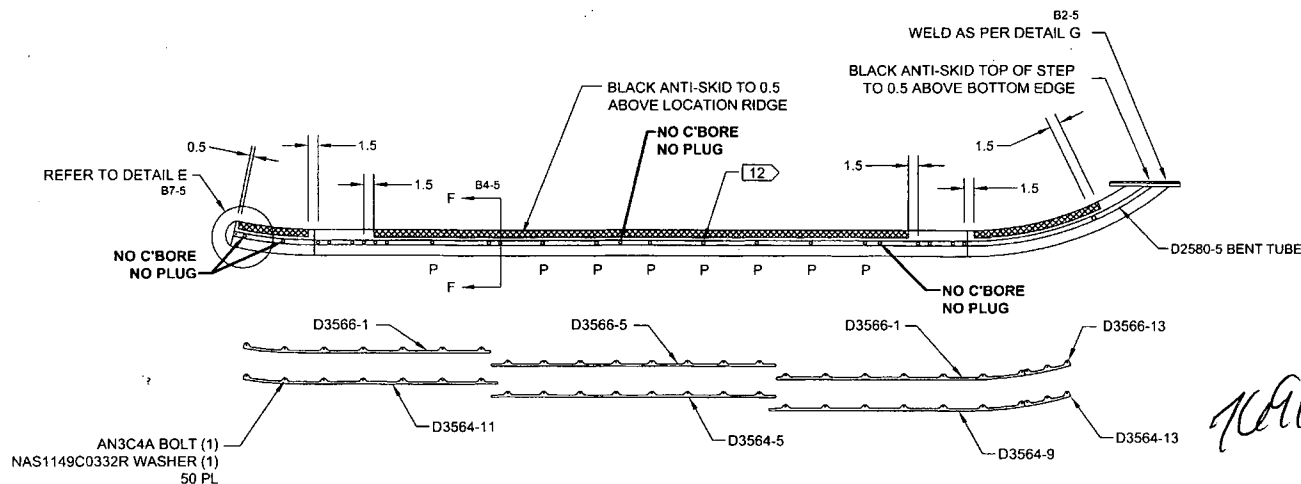 B2-5
WELD AS PER DETAIL G
BLACK ANTI-SKID TOP OF STEP
TO 0.5 ABOVE BOTTOM EDGE
BLACK ANTI-SKID TO 0.5
ABOVE LOCATION RIDGE
NO C'BORE
NO PLUG
0.5
1.5
1.5
1.5
1.5
1.5
REFER TO DETAIL E
B7-5
F
B4-5
12
NO C'BORE
NO PLUG
D2580-5 BENT TUBE
P
P
P
P
P
P
P
F
NO C'BORE
NO PLUG
D3566-1
D3566-5
D3566-1
D3566-13
?
D3564-11
D3564-5
D3564-9
D3564-13
AN3C4A BOLT (1)
NAS1149C0332R WASHER (1)
50 PL